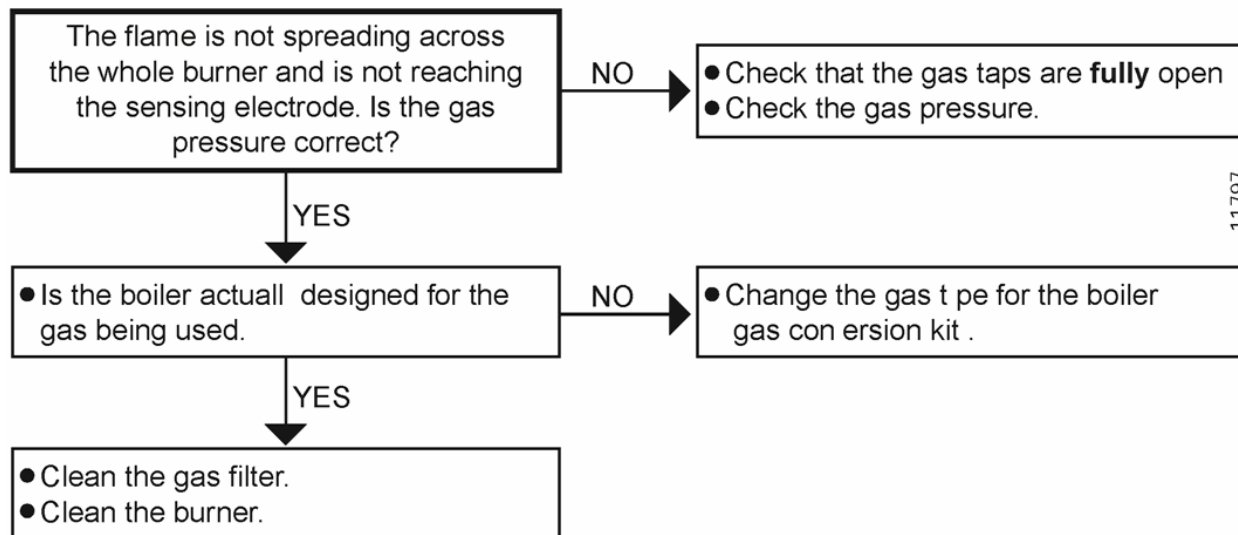 The flame is not spreading across
the whole burner and is not reaching
the sensing electrode. Is the gas
pressure correct?
NO
● Check that the gas taps are fully open
● Check the gas pressure.
11797
YES
● Is the boiler actuall designed for the
gas being used.
NO
● Change the gas t pe for the boiler
gas con ersion kit .
YES
● Clean the gas filter.
● Clean the burner.